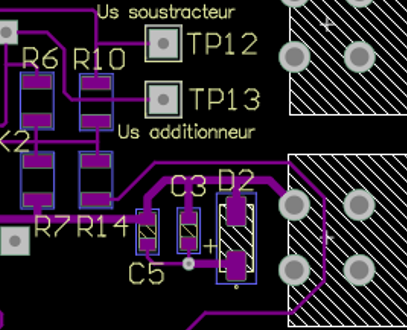 Us soustracteur
TP12
R6 R10
TP13
Us additionneur
C3 D2
R7 R14
+
C5